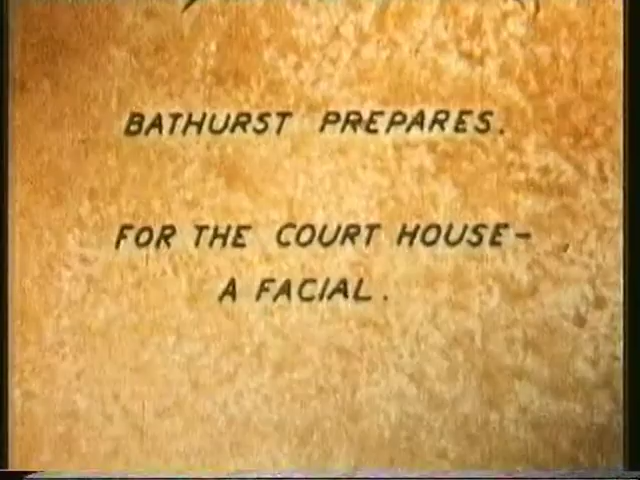 BATHURST PREPARES.
FOR THE COURT HOUSE-
A FACIAL.